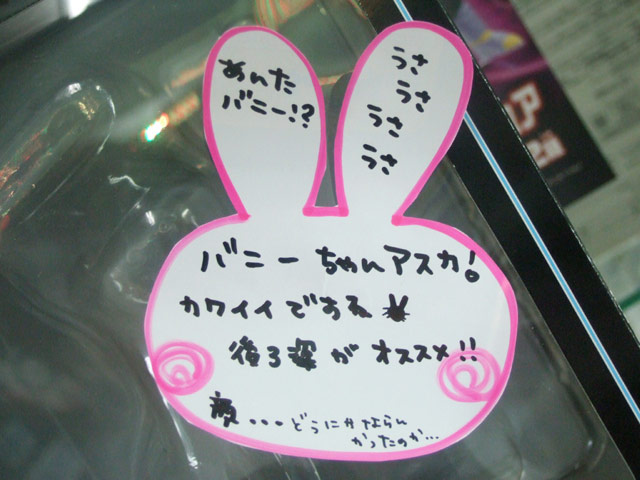 あんた
バニー!?
うさ
うさ
うさ
うさ
バニーちゃんアスカ!
カワイイですね
後ろ姿がオススメ!!
顔...どうにかならん
かったのか...